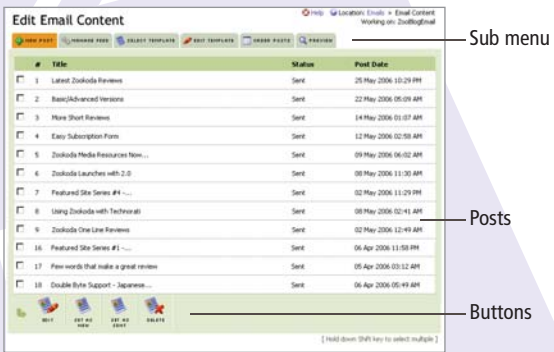 Edit Email Content
Help Location: Emails > Email Content
Working on: ZooBlogEmail
NEW POST MANAGE FEED SELECT TEMPLATE EDIT TEMPLATE ORDER POSTS PREVIEW
Sub menu
# Title Status Post Date
1 Latest Zookoda Reviews Sent 25 May 2006 10:29 PM
2 Basic/Advanced Versions Sent 22 May 2006 05:09 AM
3 More Short Reviews Sent 14 May 2006 01:07 AM
4 Easy Subscription Form Sent 12 May 2006 02:58 AM
5 Zookoda Media Resources Now... Sent 09 May 2006 06:02 AM
6 Zookoda Launches with 2.0 Sent 08 May 2006 11:30 AM
7 Featured Site Series #4 -... Sent 02 May 2006 11:29 PM
8 Using Zookoda with Technorati Sent 08 May 2006 02:41 AM
Posts
9 Zookoda One Line Reviews Sent 02 May 2006 12:49 AM
16 Featured Site Series #1 -... Sent 06 Apr 2006 11:58 PM
17 Few words that make a great review Sent 05 Apr 2006 03:12 AM
18 Double Byte Support - Japanese... Sent 06 Apr 2006 05:49 AM
Buttons
EDIT SET AS NEW SET AS SENT DELETE
[ Hold down Shift key to select multiple ]